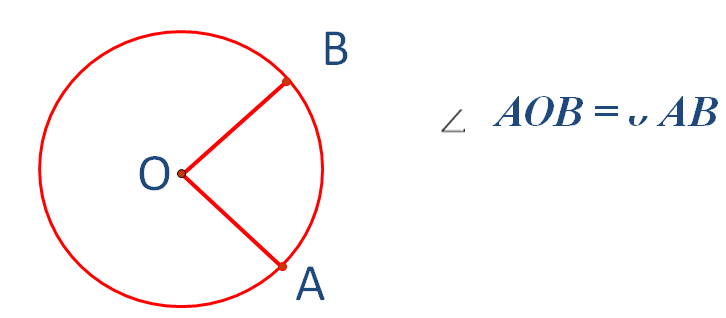 B
∠ AOB = ◡ AB
O
A